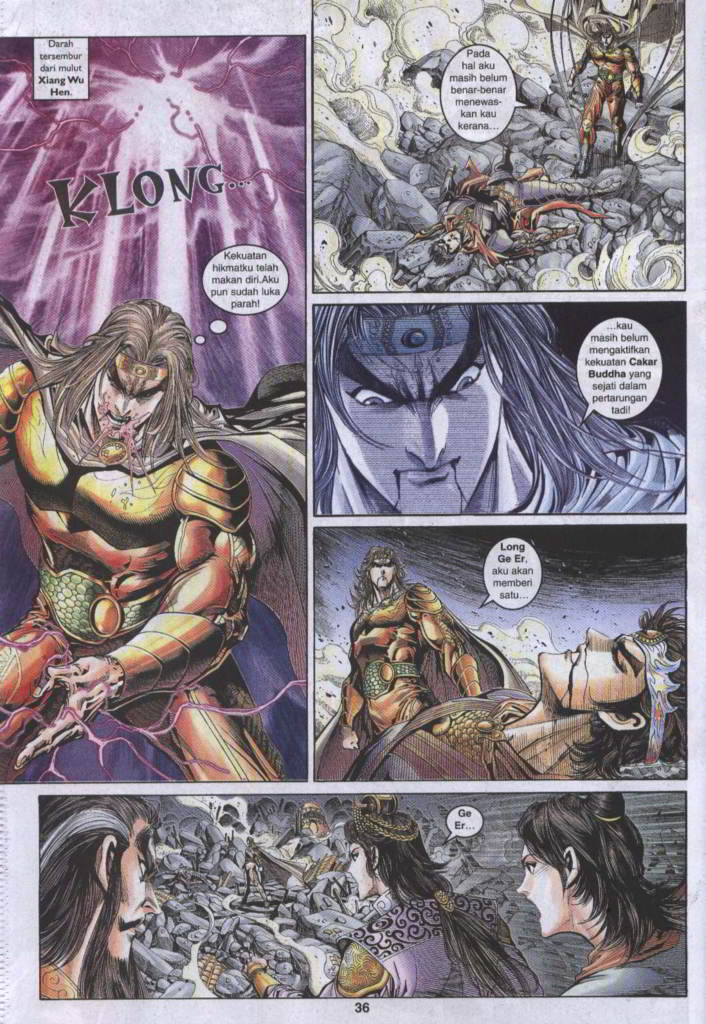 Darah
tersembur
dari mulut
Xiang Wu
Hen.
KLONG...
Kekuatan
hikmatku telah
makan diri.Aku
pun sudah luka
parah!
Pada
hal aku
masih belum
benar-benar
menewas-
kan kau
kerana...
...kau
masih belum
mengaktifkan
kekuatan Cakar
Buddha yang
sejati dalam
pertarungan
tadi!
Long
Ge Er,
aku akan
memberi
satu...
Ge
Er...
36